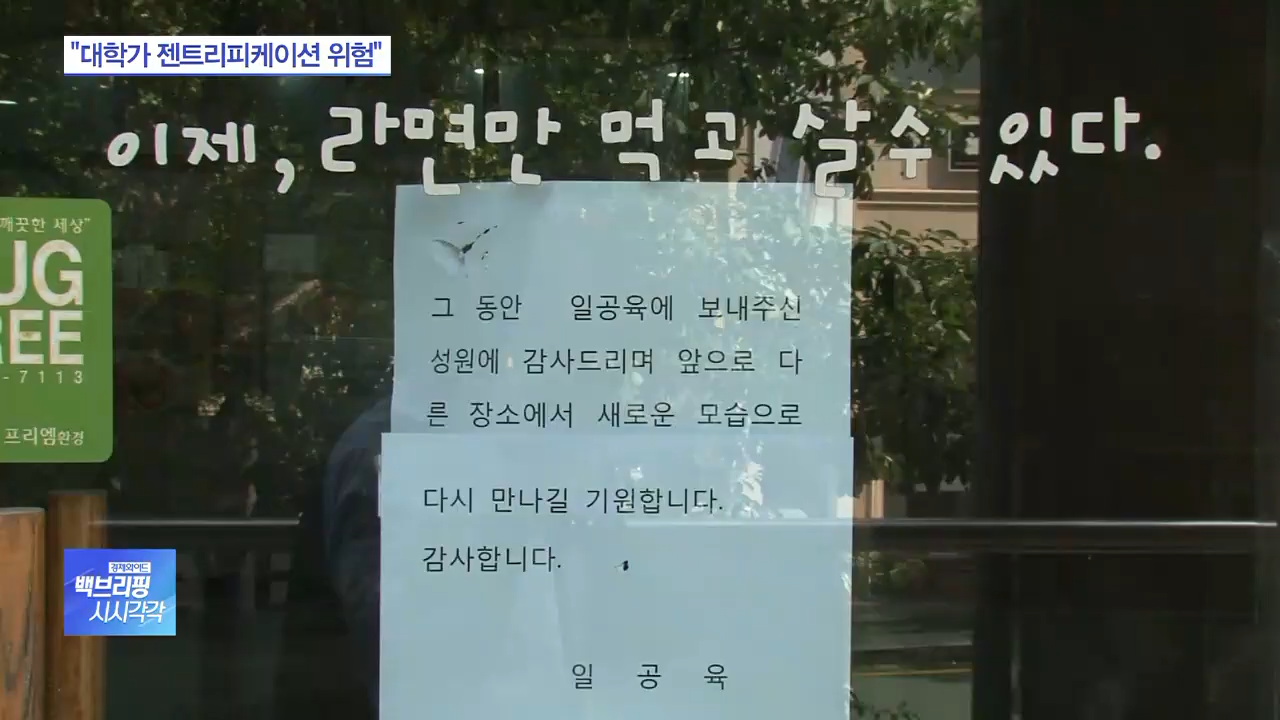 "대학가 젠트리피케이션 위험"
이제, 라면만 먹고 살수 있다.
깨끗한 세상"
UG
REE
-7113
프리엠환경
그 동안 일공육에 보내주신
성원에 감사드리며 앞으로 다
른 장소에서 새로운 모습으로
다시 만나길 기원합니다.
감사합니다.
일 공 육
경제와이드
백브리핑
시시각각